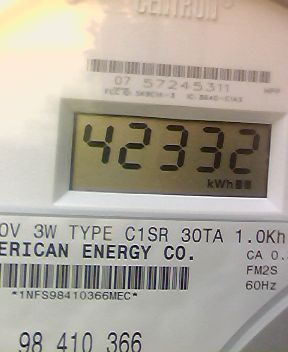 CENTRON®
07 57245311
42332
kWh
0V 3W TYPE C1SR 30TA 1.0Kh
ERICAN ENERGY CO.
CA 0.
FM2S
60Hz
*1NFS98410366MEC*
98 410 366